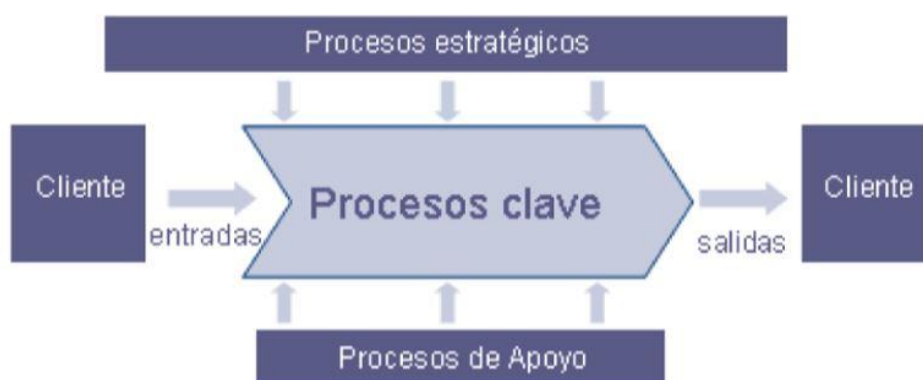 Procesos estratégicos
Cliente
entradas
Procesos clave
salidas
Cliente
Procesos de Apoyo